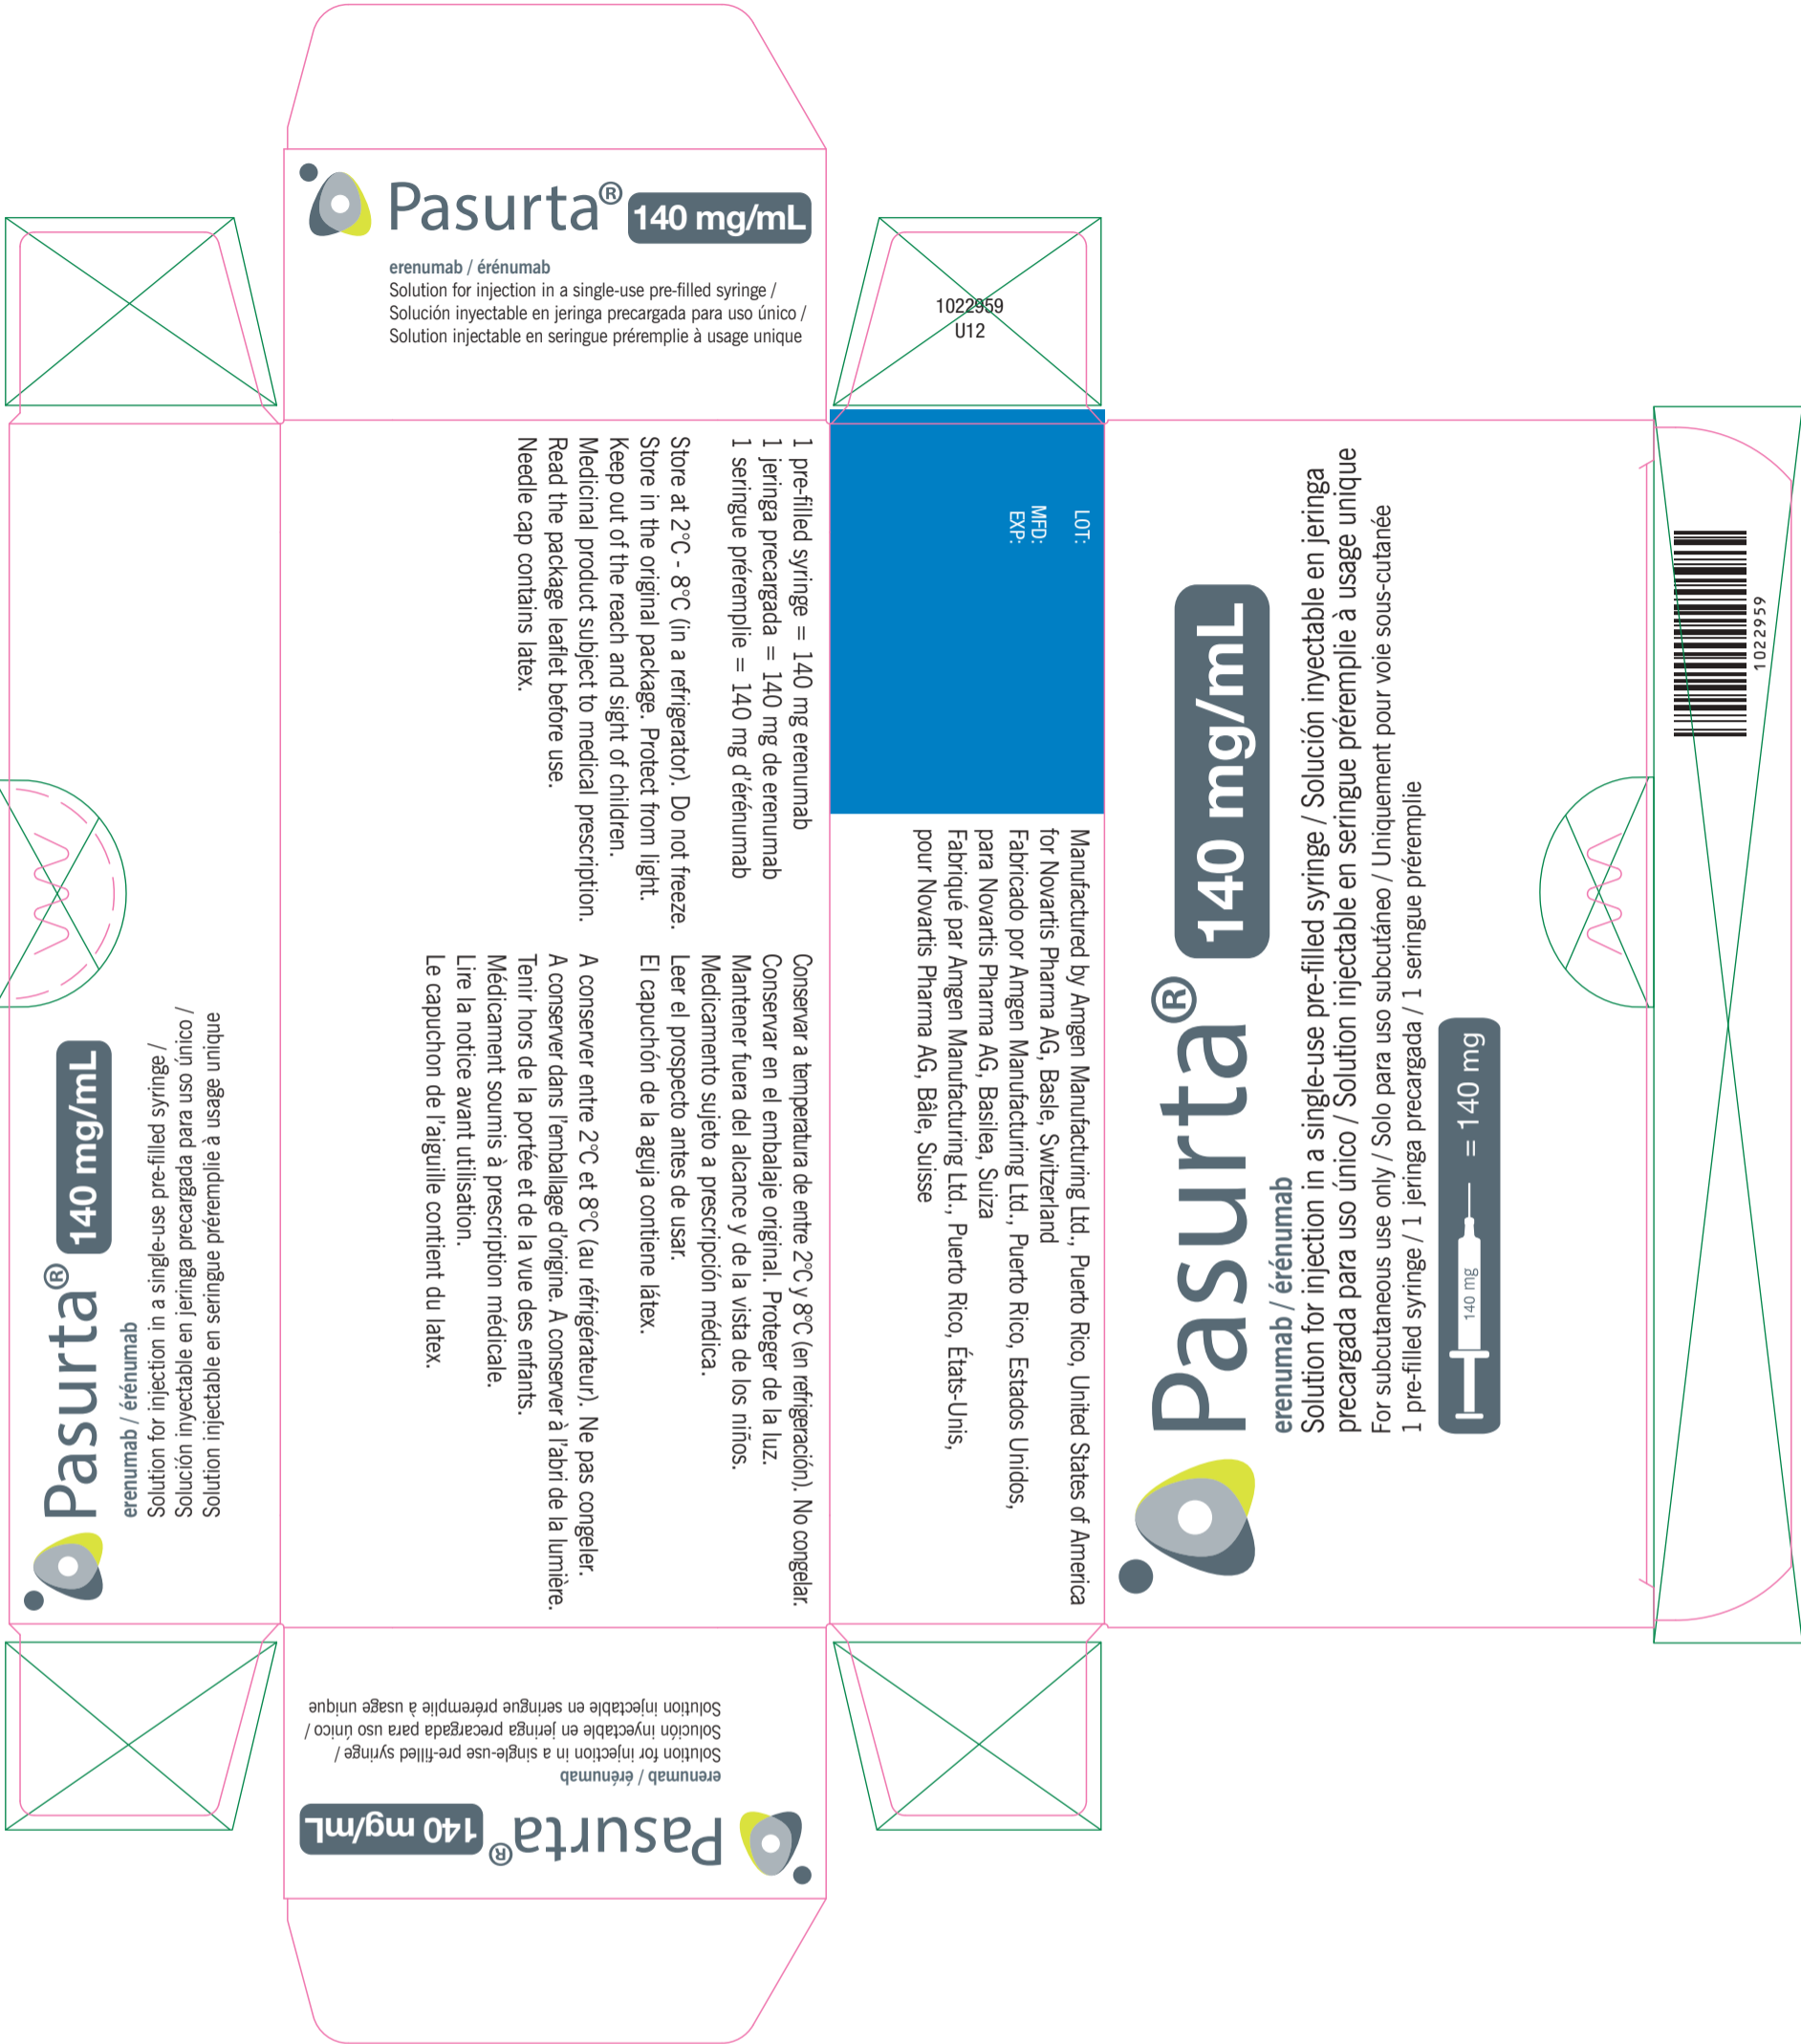 Pasurta® 140 mg/mL
erenumab / érénumab
Solution for injection in a single-use pre-filled syringe /
Solución inyectable en jeringa precargada para uso único /
Solution injectable en seringue préremplie à usage unique
1022959
U12
Pasurta® 140 mg/mL
erenumab / érénumab
Solution for injection in a single-use pre-filled syringe /
Solución inyectable en jeringa precargada para uso único /
Solution injectable en seringue préremplie à usage unique
1 pre-filled syringe = 140 mg erenumab
1 jeringa precargada = 140 mg de erenumab
1 seringue préremplie = 140 mg d'érénumab
Store at 2°C - 8°C (in a refrigerator). Do not freeze.
Store in the original package. Protect from light.
Keep out of the reach and sight of children.
Medicinal product subject to medical prescription.
Read the package leaflet before use.
Needle cap contains latex.
Conservar a temperatura de entre 2°C y 8°C (en refrigeración). No congelar.
Conservar en el embalaje original. Proteger de la luz.
Mantener fuera del alcance y de la vista de los niños.
Medicamento sujeto a prescripción médica.
Leer el prospecto antes de usar.
El capuchón de la aguja contiene látex.
A conserver entre 2°C et 8°C (au réfrigérateur). Ne pas congeler.
A conserver dans l'emballage d'origine. A conserver à l'abri de la lumière.
Tenir hors de la portée et de la vue des enfants.
Médicament soumis à prescription médicale.
Lire la notice avant utilisation.
Le capuchon de l'aiguille contient du latex.
LOT:
MFD:
EXP:
Manufactured by Amgen Manufacturing Ltd., Puerto Rico, United States of America
for Novartis Pharma AG, Basle, Switzerland
Fabricado por Amgen Manufacturing Ltd., Puerto Rico, Estados Unidos,
para Novartis Pharma AG, Basilea, Suiza
Fabriqué par Amgen Manufacturing Ltd., Puerto Rico, États-Unis,
pour Novartis Pharma AG, Bâle, Suisse
Pasurta® 140 mg/mL
erenumab / érénumab
Solution for injection in a single-use pre-filled syringe / Solución inyectable en jeringa
precargada para uso único / Solution injectable en seringue préremplie à usage unique
For subcutaneous use only / Solo para uso subcutáneo / Uniquement pour voie sous-cutanée
1 pre-filled syringe / 1 jeringa precargada / 1 seringue préremplie
140 mg = 140 mg
1022959
Pasurta® 140 mg/mL
erenumab / érénumab
Solution for injection in a single-use pre-filled syringe /
Solución inyectable en jeringa precargada para uso único /
Solution injectable en seringue préremplie à usage unique